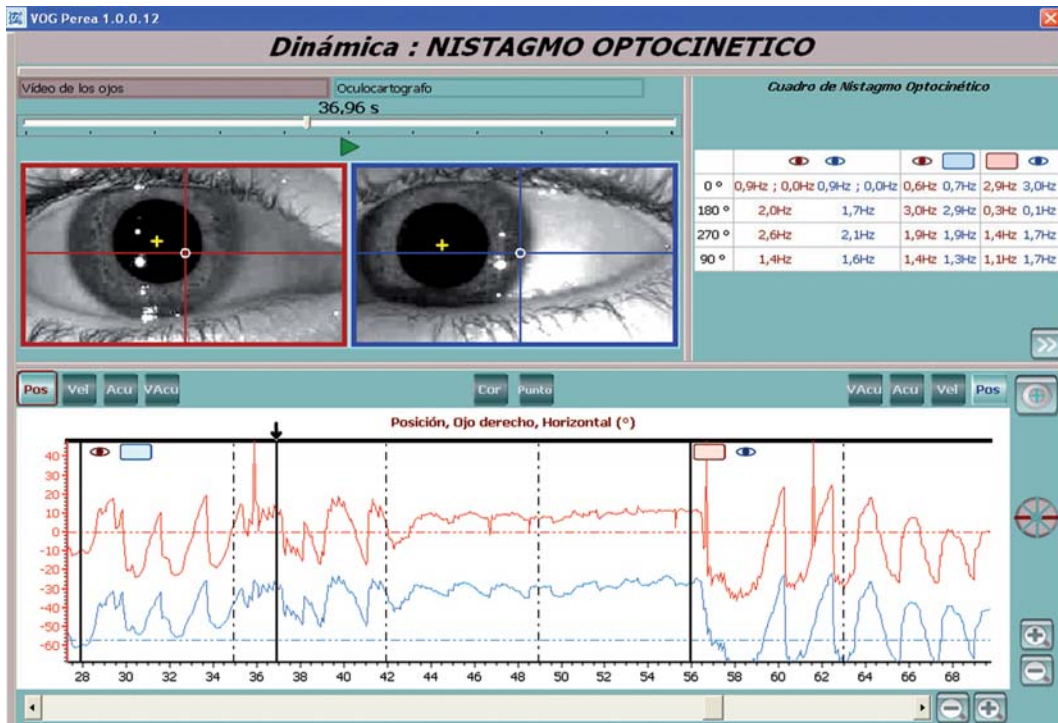 VOG Perea 1.0.0.12
Dinámica : NISTAGMO OPTOCINETICO
Vídeo de los ojos
Oculocartografo
36,96 s
Cuadro de Nistagmo Optocinético
0 º 0,9Hz ; 0,0Hz 0,9Hz ; 0,0Hz 0,6Hz 0,7Hz 2,9Hz 3,0Hz
180 º 2,0Hz 1,7Hz 3,0Hz 2,9Hz 0,3Hz 0,1Hz
270 º 2,6Hz 2,1Hz 1,9Hz 1,9Hz 1,4Hz 1,7Hz
90 º 1,4Hz 1,6Hz 1,4Hz 1,3Hz 1,1Hz 1,7Hz
Pos Vel Acu VAcu Cor Punto VAcu Acu Vel Pos
Posición, Ojo derecho, Horizontal (°)
40
30
20
10
0
-10
-20
-30
-40
-50
-60
28 30 32 34 36 38 40 42 44 46 48 50 52 54 56 58 60 62 64 66 68